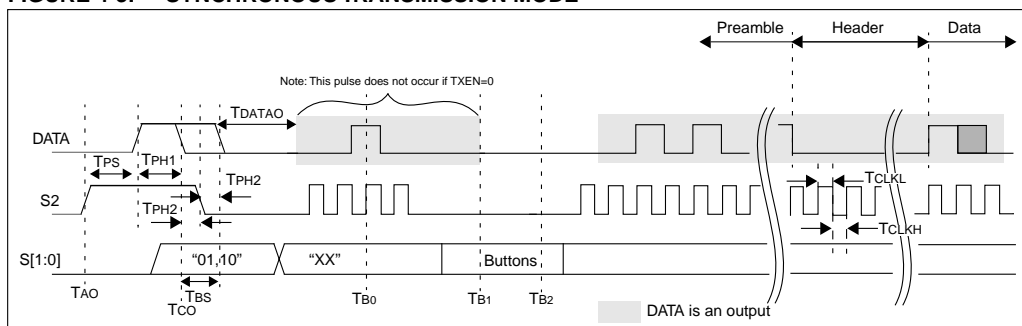 FIGURE 4-3: SYNCHRONOUS TRANSMISSION MODE
Preamble Header Data
Note: This pulse does not occur if TXEN=0
TDATAO
DATA
TPS TPH1
TPH2
TCLKL
S2
TPH2
TCLKH
S[1:0] "01,10" "XX" Buttons
TAO TBS TB0 TB1 TB2
TCO
DATA is an output